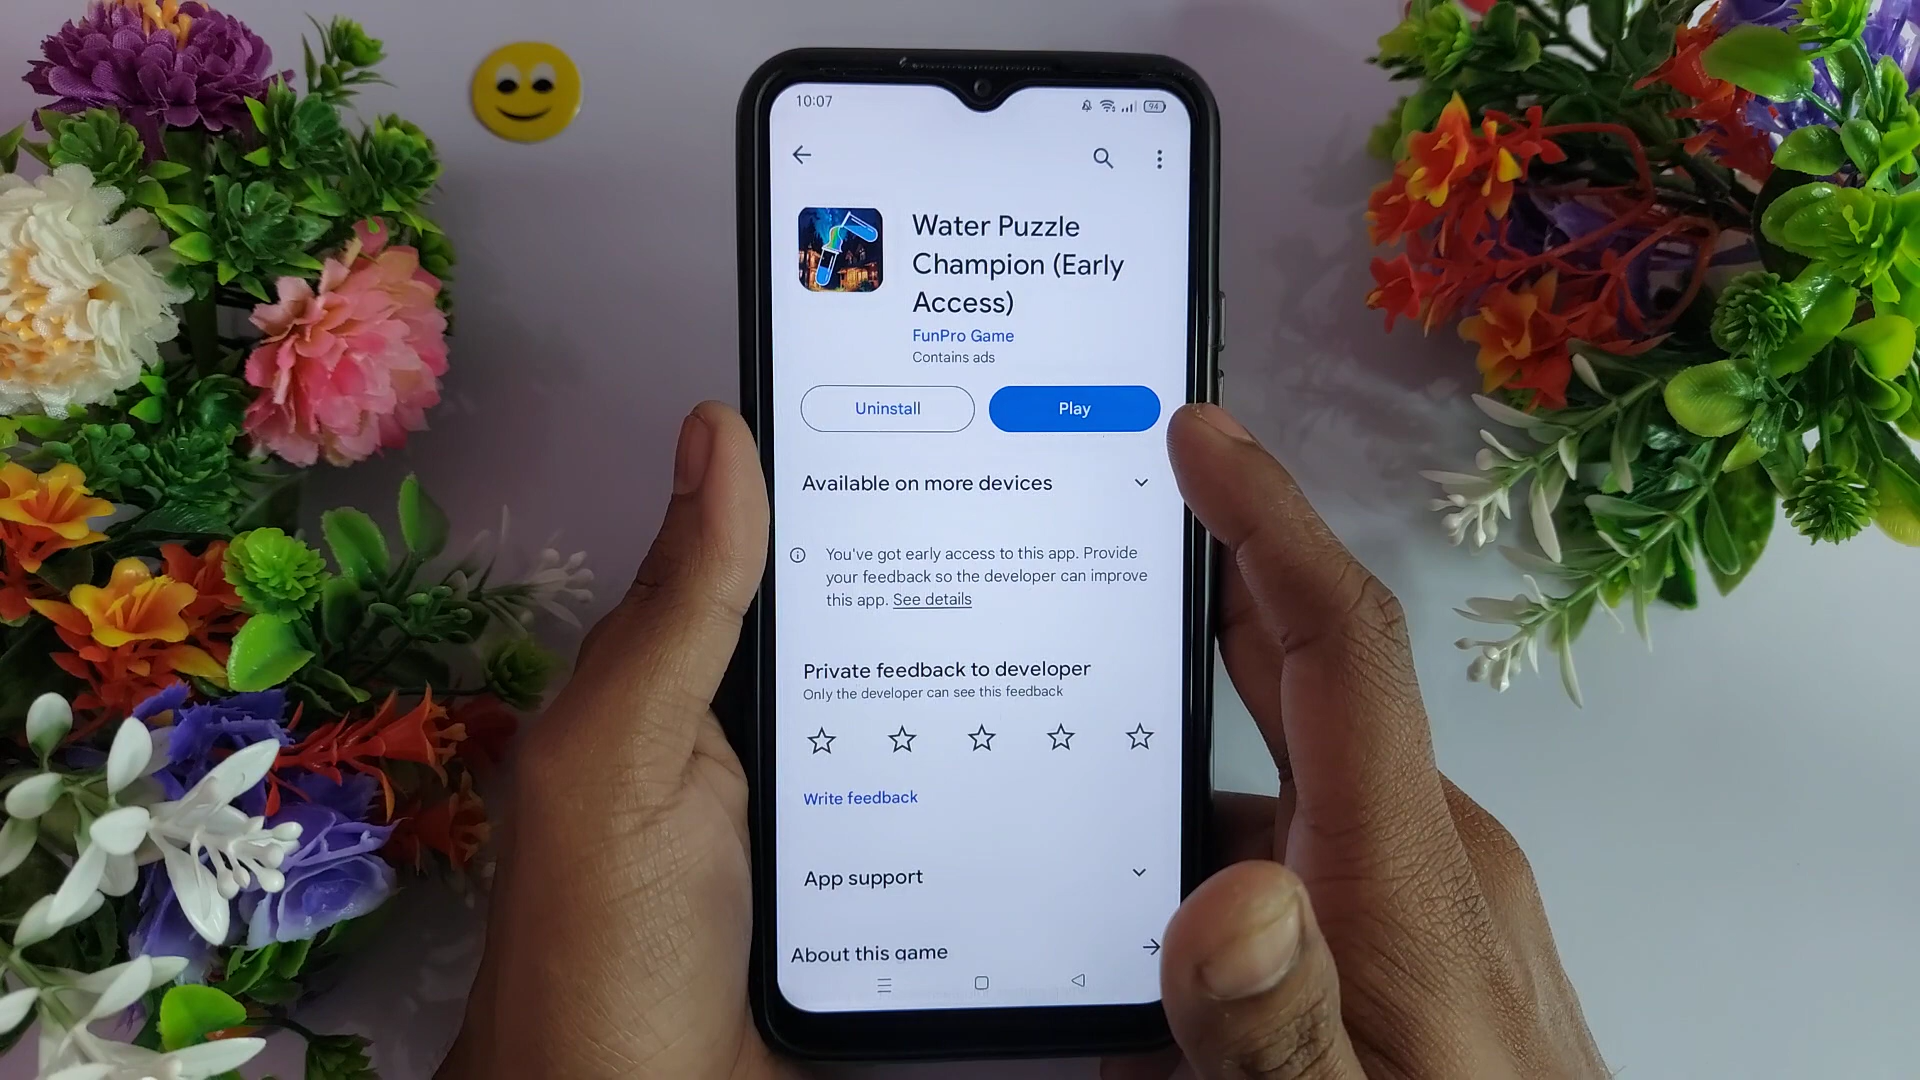 10:07
94
Water Puzzle
Champion (Early
Access)
FunPro Game
Contains ads
Uninstall
Play
Available on more devices
You've got early access to this app. Provide
your feedback so the developer can improve
this app. See details
Private feedback to developer
Only the developer can see this feedback
Write feedback
App support
About this game